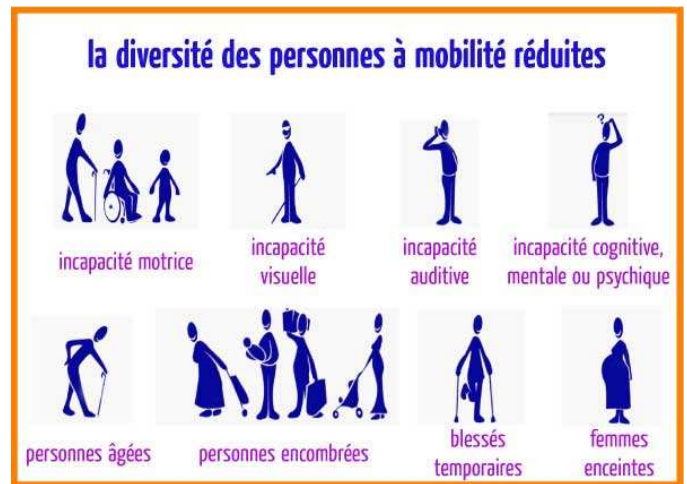 la diversité des personnes à mobilité réduites
incapacité motrice
incapacité
visuelle
incapacité
auditive
?
incapacité cognitive,
mentale ou psychique
personnes âgées
personnes encombrées
blessés
temporaires
femmes
enceintes